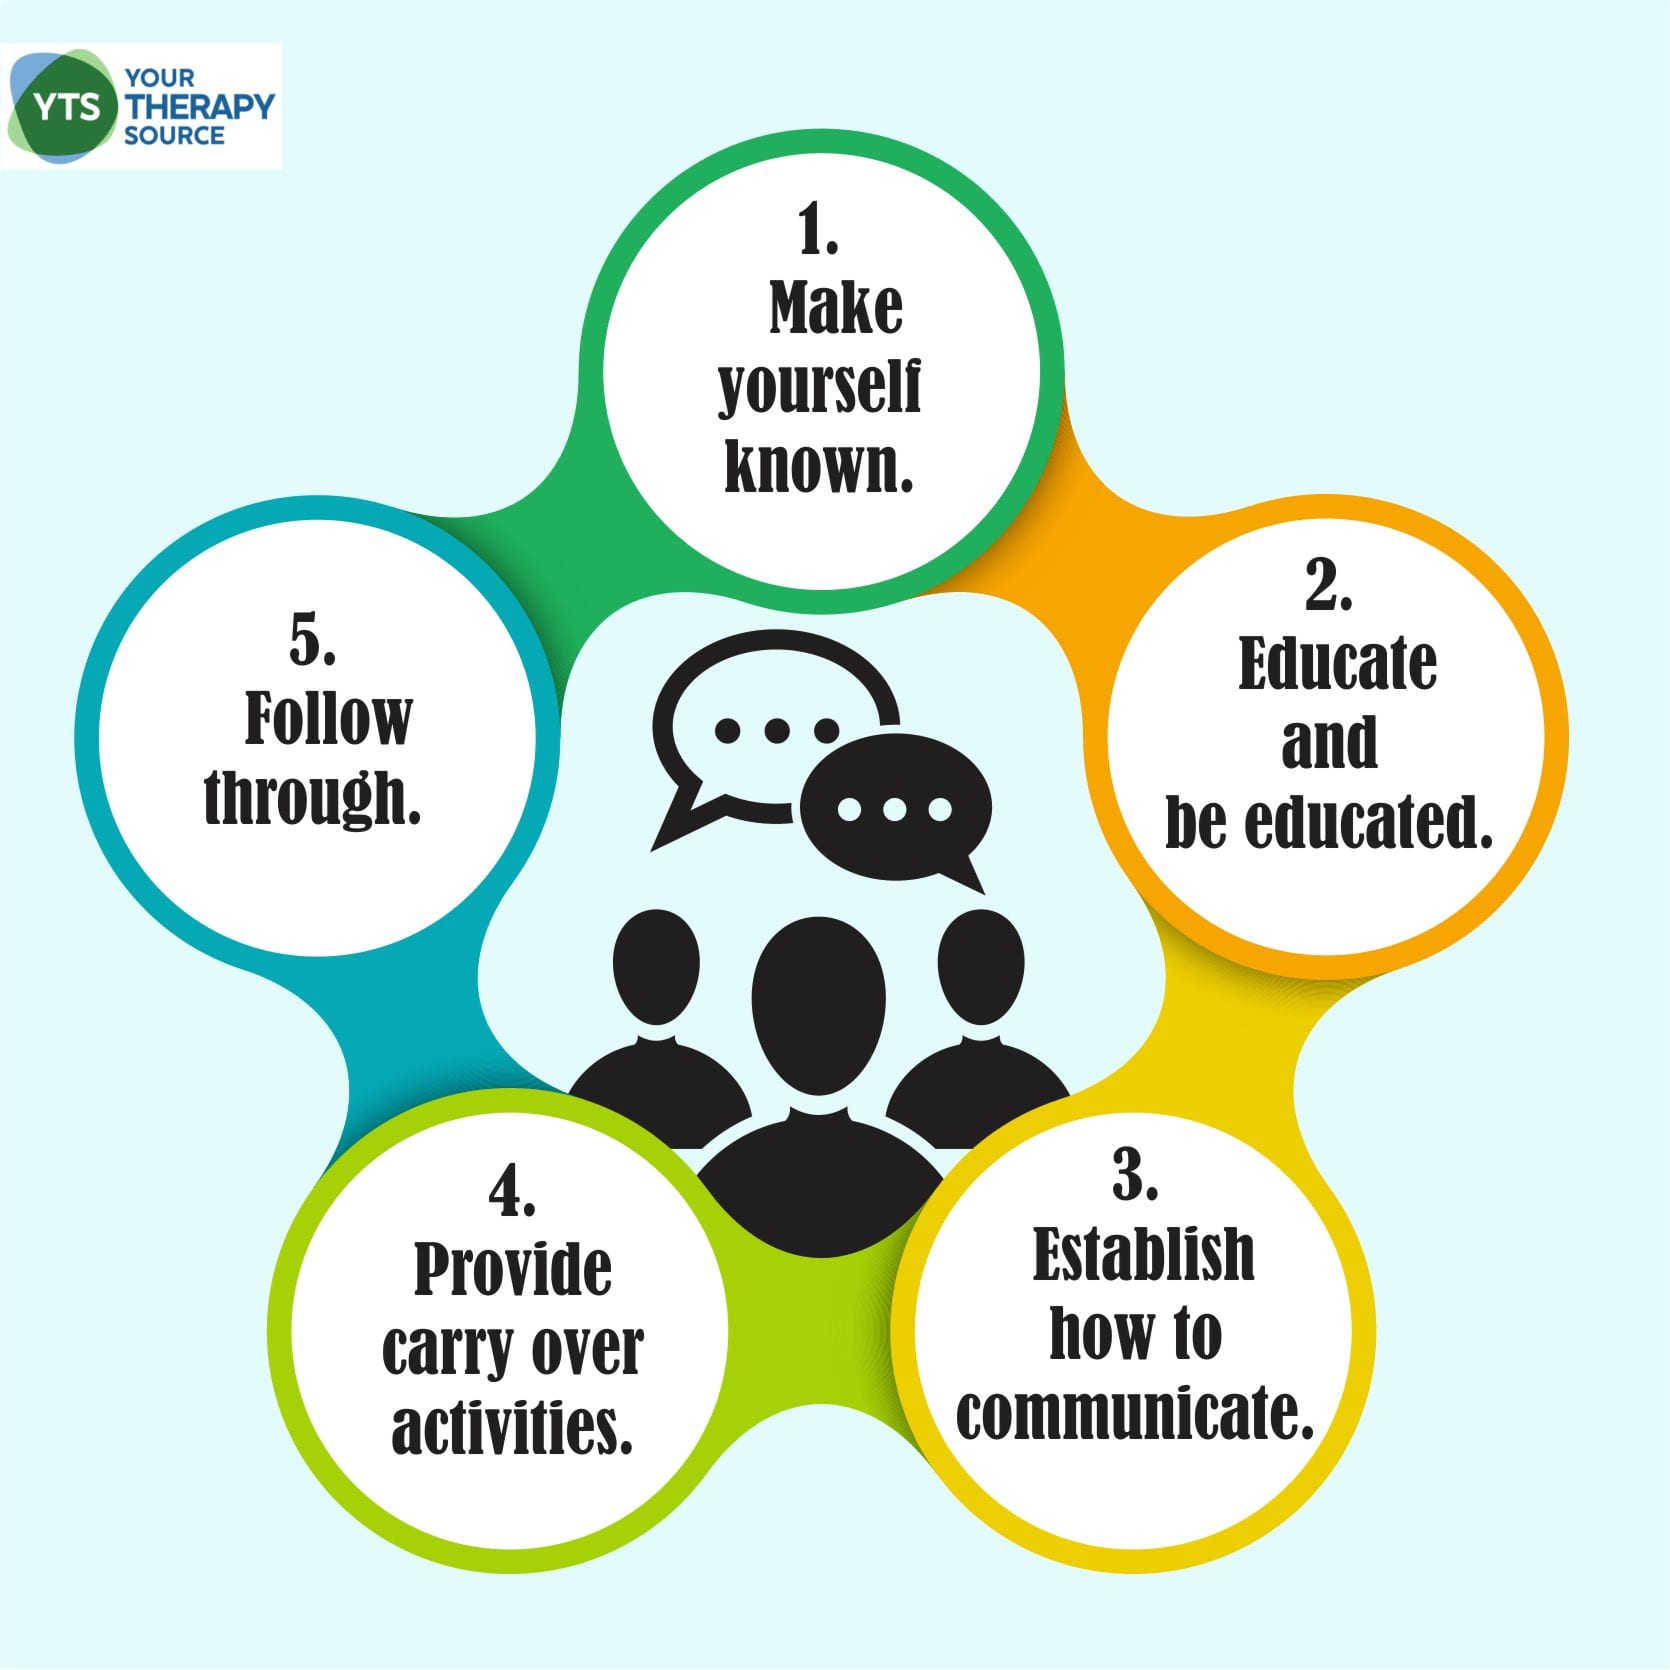 YTS
YOUR
THERAPY
SOURCE
1.
Make
yourself
known.
2.
Educate
and
be educated.
3.
Establish
how to
communicate.
4.
Provide
carry over
activities.
5.
Follow
through.